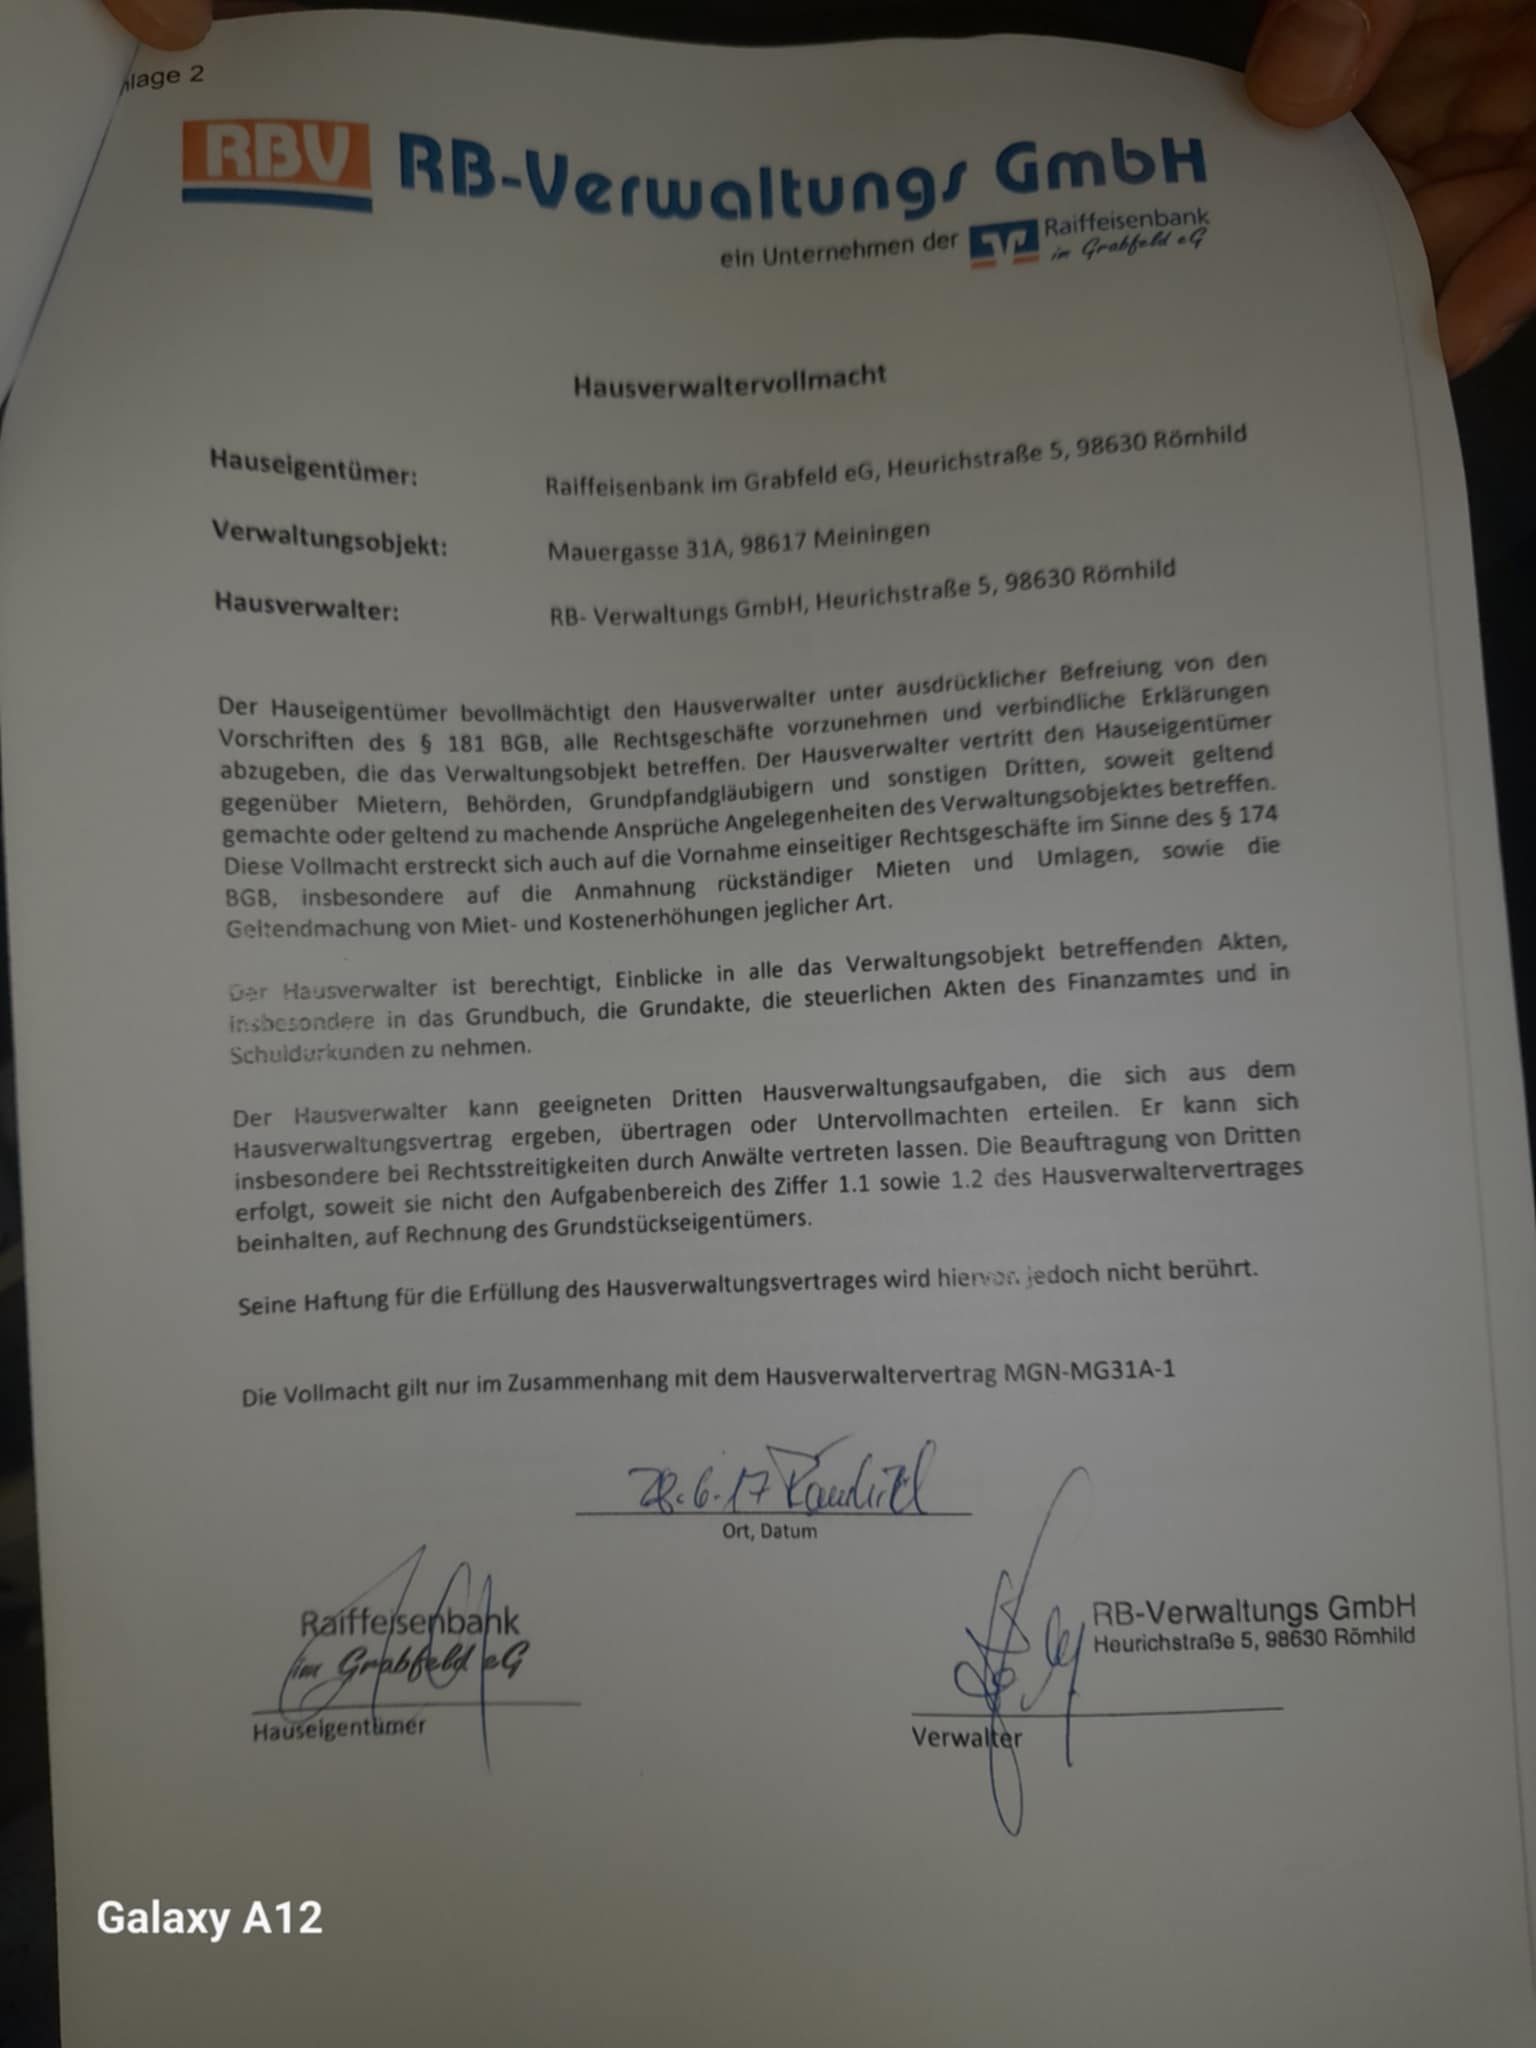 lage 2
RBV RB-Verwaltungs GmbH
ein Unternehmen der Raiffeisenbank
im Grabfeld eG
Hausverwaltervollmacht
Hauseigentümer: Raiffeisenbank im Grabfeld eG, Heurichstraße 5, 98630 Römhild
Verwaltungsobjekt: Mauergasse 31A, 98617 Meiningen
Hausverwalter: RB- Verwaltungs GmbH, Heurichstraße 5, 98630 Römhild
Der Hauseigentümer bevollmächtigt den Hausverwalter unter ausdrücklicher Befreiung von den
Vorschriften des § 181 BGB, alle Rechtsgeschäfte vorzunehmen und verbindliche Erklärungen
abzugeben, die das Verwaltungsobjekt betreffen. Der Hausverwalter vertritt den Hauseigentümer
gegenüber Mietern, Behörden, Grundpfandgläubigern und sonstigen Dritten, soweit geltend
gemachte oder geltend zu machende Ansprüche Angelegenheiten des Verwaltungsobjektes betreffen.
Diese Vollmacht erstreckt sich auch auf die Vornahme einseitiger Rechtsgeschäfte im Sinne des § 174
BGB, insbesondere auf die Anmahnung rückständiger Mieten und Umlagen, sowie die
Geltendmachung von Miet- und Kostenerhöhungen jeglicher Art.
Der Hausverwalter ist berechtigt, Einblicke in alle das Verwaltungsobjekt betreffenden Akten,
insbesondere in das Grundbuch, die Grundakte, die steuerlichen Akten des Finanzamtes und in
Schuldurkunden zu nehmen.
Der Hausverwalter kann geeigneten Dritten Hausverwaltungsaufgaben, die sich aus dem
Hausverwaltungsvertrag ergeben, übertragen oder Untervollmachten erteilen. Er kann sich
insbesondere bei Rechtsstreitigkeiten durch Anwälte vertreten lassen. Die Beauftragung von Dritten
erfolgt, soweit sie nicht den Aufgabenbereich des Ziffer 1.1 sowie 1.2 des Hausverwaltervertrages
beinhalten, auf Rechnung des Grundstückseigentümers.
Seine Haftung für die Erfüllung des Hausverwaltungsvertrages wird hiervon jedoch nicht berührt.
Die Vollmacht gilt nur im Zusammenhang mit dem Hausverwaltervertrag MGN-MG31A-1
28.6.17
Ort, Datum
Raiffeisenbank
im Grabfeld eG
Hauseigentümer
RB-Verwaltungs GmbH
Heurichstraße 5, 98630 Römhild
Verwalter
Galaxy A12